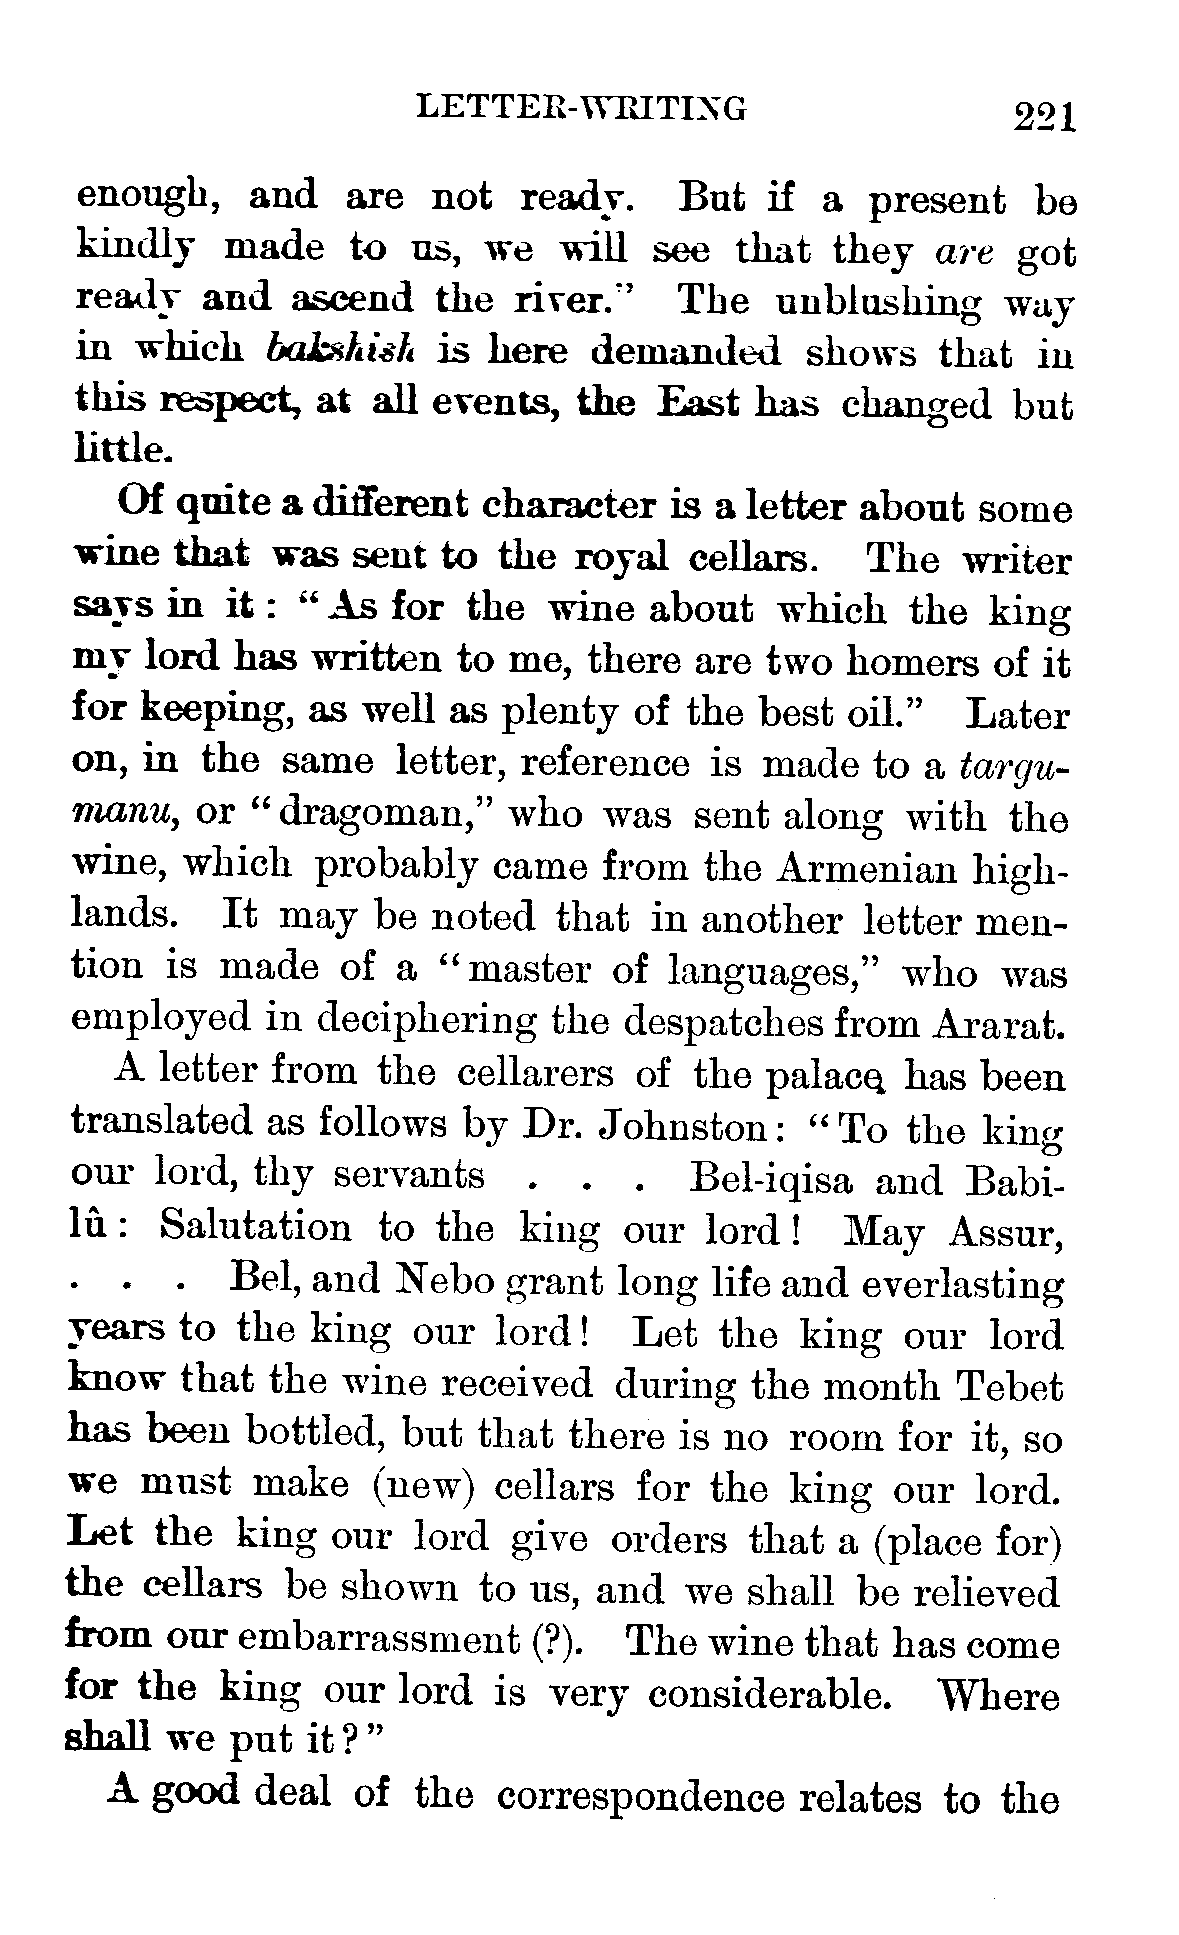 LETTER-WRITING 221
enough, and are not ready. But if a present be
kindly made to us, we will see that they are got
ready and ascend the river.” The unblushing way
in which bakshish is here demanded shows that in
this respect, at all events, the East has changed but
little.
Of quite a different character is a letter about some
wine that was sent to the royal cellars. The writer
says in it : “ As for the wine about which the king
my lord has written to me, there are two homers of it
for keeping, as well as plenty of the best oil.” Later
on, in the same letter, reference is made to a targu-
manu, or “ dragoman,” who was sent along with the
wine, which probably came from the Armenian high-
lands. It may be noted that in another letter men-
tion is made of a “ master of languages,” who was
employed in deciphering the despatches from Ararat.
A letter from the cellarers of the palace has been
translated as follows by Dr. Johnston: “ To the king
our lord, thy servants . . . Bel-iqisa and Babi-
lû : Salutation to the king our lord ! May Assur,
. . . Bel, and Nebo grant long life and everlasting
years to the king our lord! Let the king our lord
know that the wine received during the month Tebet
has been bottled, but that there is no room for it, so
we must make (new) cellars for the king our lord.
Let the king our lord give orders that a (place for)
the cellars be shown to us, and we shall be relieved
from our embarrassment (?). The wine that has come
for the king our lord is very considerable. Where
shall we put it? ”
A good deal of the correspondence relates to the